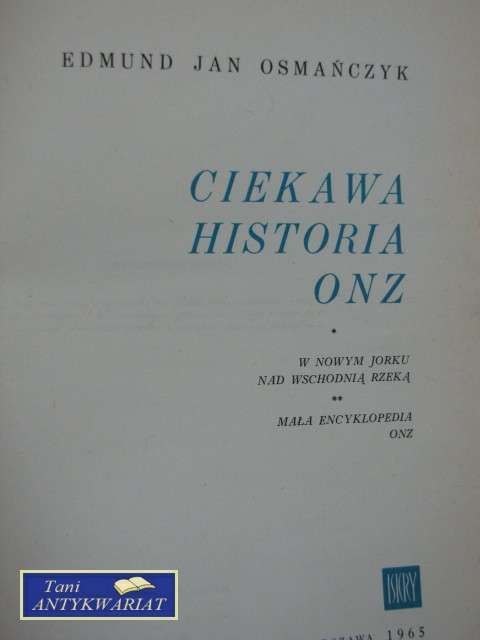 EDMUND JAN OSMAŃCZYK
CIEKAWA
HISTORIA
ONZ
*
W NOWYM JORKU
NAD WSCHODNIĄ RZEKĄ
**
MAŁA ENCYKLOPEDIA
ONZ
ISKRY
1965
Tani
ANTYKWARIAT